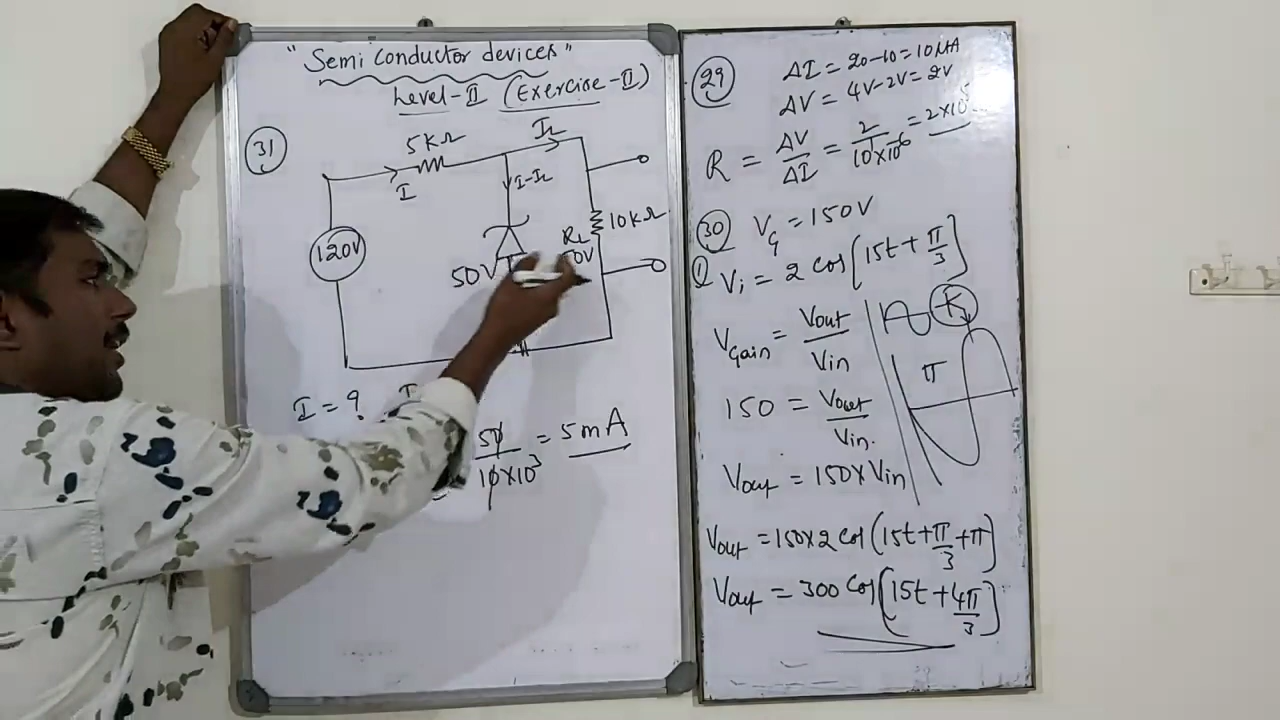 "Semi conductor devices"
Level-II (Exercise-II)
31
5KΩ
IL
I
I-IL
120V
50V
RL
10KΩ
I = ?
50/10×10³ = 5mA
29
ΔI = 20-10 = 10μA
ΔV = 4V-2V = 2V
R = ΔV/ΔI = 2/10×10⁻⁶ = 2×10⁵
30
VG = 150V
Vi = 2 cos(15t + π/3)
VGain = Vout/Vin
π
150 = Vout/Vin.
Vout = 150×Vin
Vout = 150×2 cos(15t+π/3+π)
Vout = 300 cos(15t+4π/3)